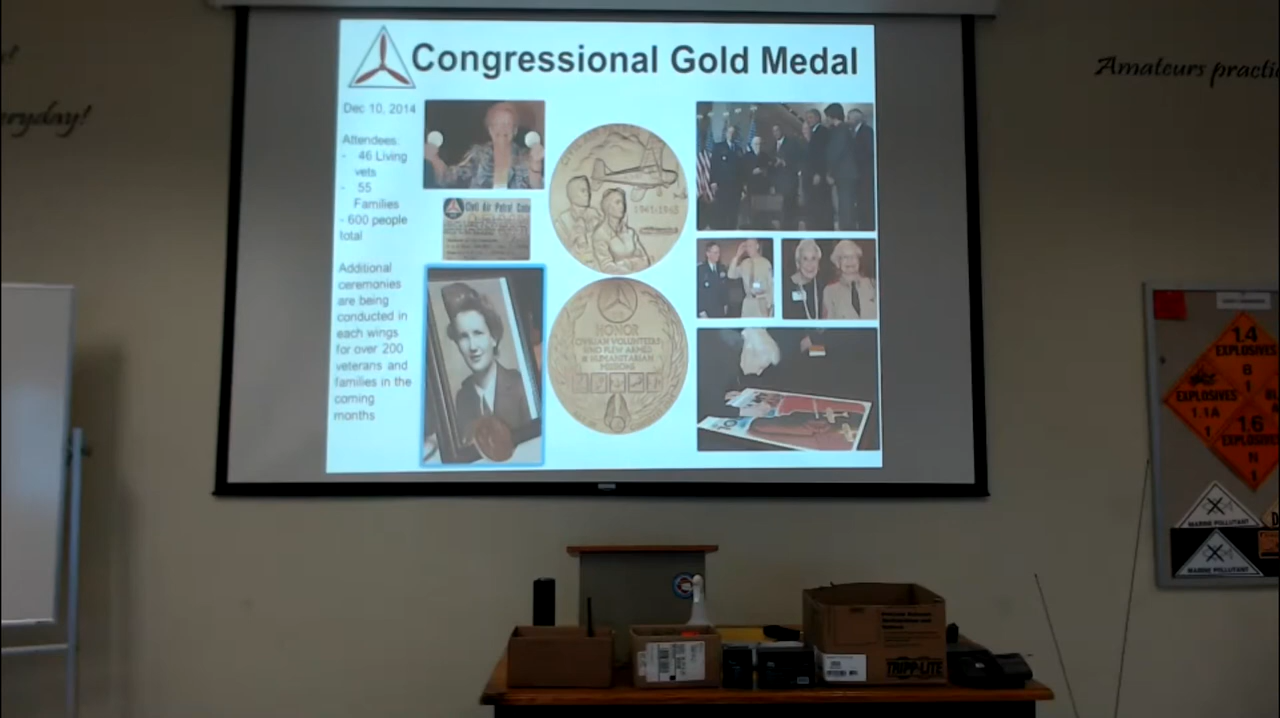 Congressional Gold Medal
Dec 10, 2014
Attendees:
- 46 Living
vets
- 55
Families
- 600 people
total
Additional
ceremonies
are being
conducted in
each wings
for over 200
veterans and
families in the
coming
months
Civil Air Patrol
1941-1945
HONOR
CIVILIAN VOLUNTEERS
WHO FLEW ARMED
& HUMANITARIAN
MISSIONS
eryday!
Amateurs practi
1.4
EXPLOSIVES
B
1
EXPLOSIVES
1.1A
1
1.6
EXPLOSIVES
N
1
MARINE POLLUTANT
MARINE POLLUTANT
TRIPP-LITE